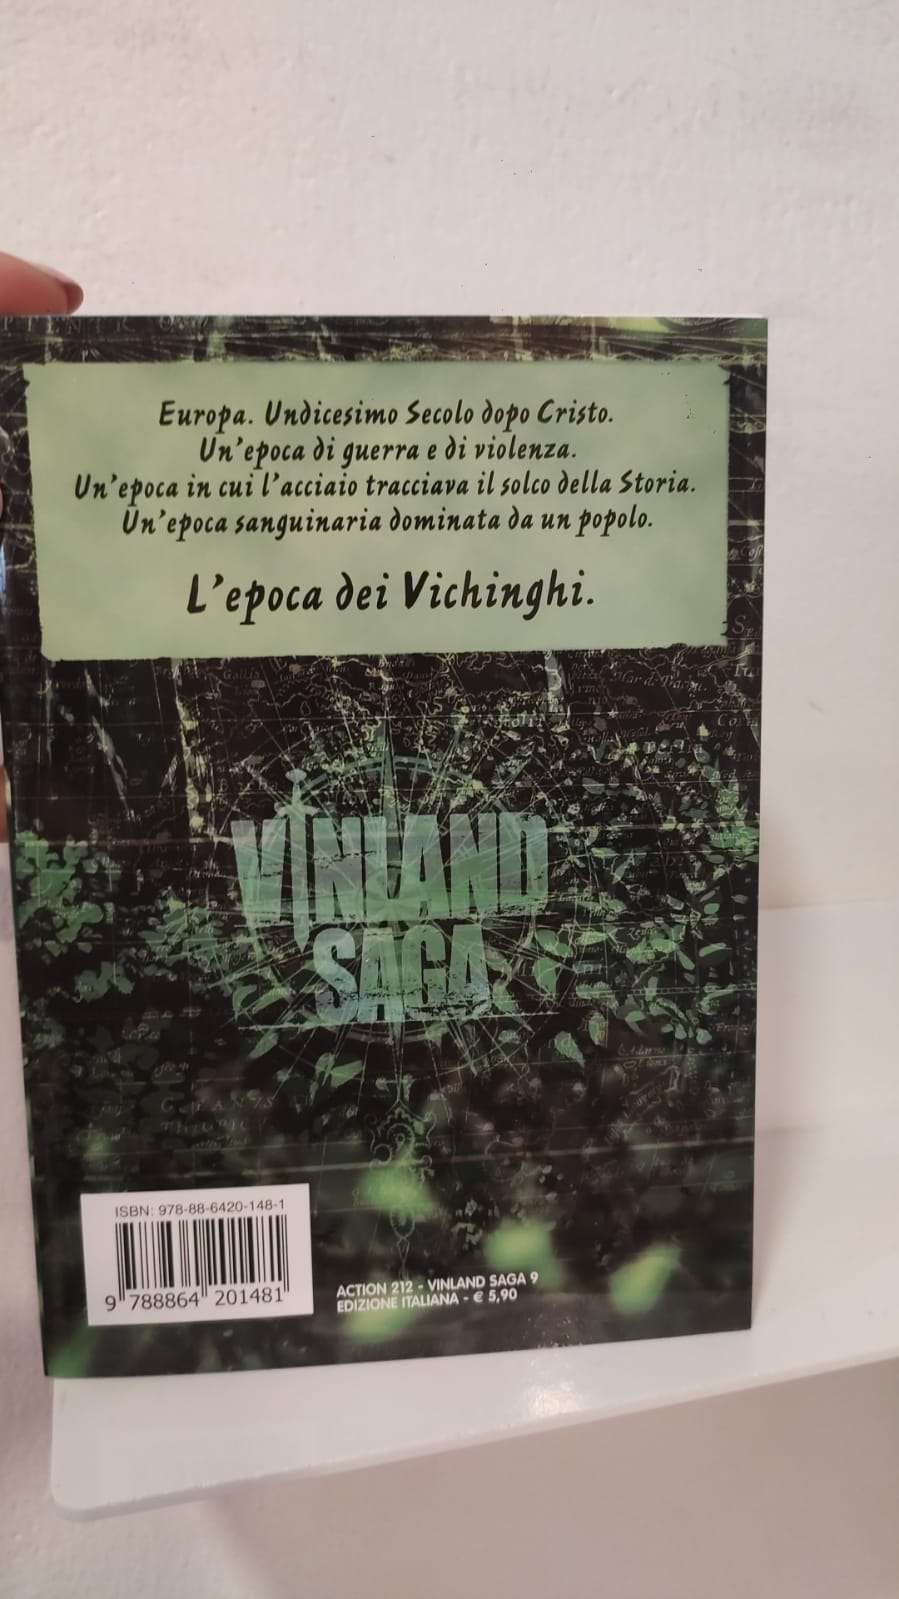 Europa. Undicesimo Secolo dopo Cristo.
Un'epoca di guerra e di violenza.
Un'epoca in cui l'acciaio tracciava il solco della Storia.
Un'epoca sanguinaria dominata da un popolo.
L'epoca dei Vichinghi.
VINLAND
SAGA
ISBN: 978-88-6420-148-1
9 788864 201481
ACTION 212 - VINLAND SAGA 9
EDIZIONE ITALIANA - € 5,90